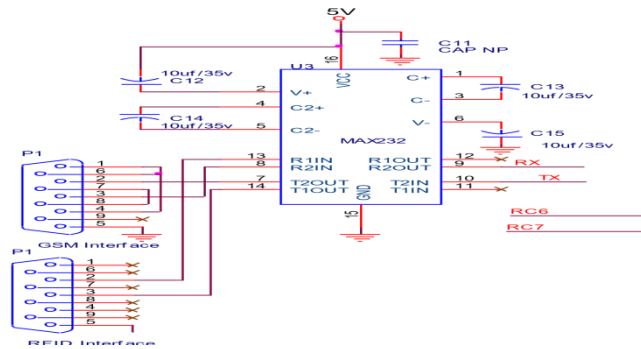 5V
C11
CAP NP
U3
16
VCC
10uf/35v
C12
2
V+
C+
1
C13
10uf/35v
4
C2+
C-
3
C14
10uf/35v
5
C2-
V-
6
MAX232
C15
10uf/35v
P1
1
6
2
7
3
8
4
9
5
GSM Interface
13
R1IN
R1OUT
12
8
R2IN
R2OUT
9
RX
7
T2OUT
T2IN
10
TX
14
T1OUT
T1IN
11
GND
15
RC6
RC7
P1
1
6
2
7
3
8
4
9
5
RFID Interface